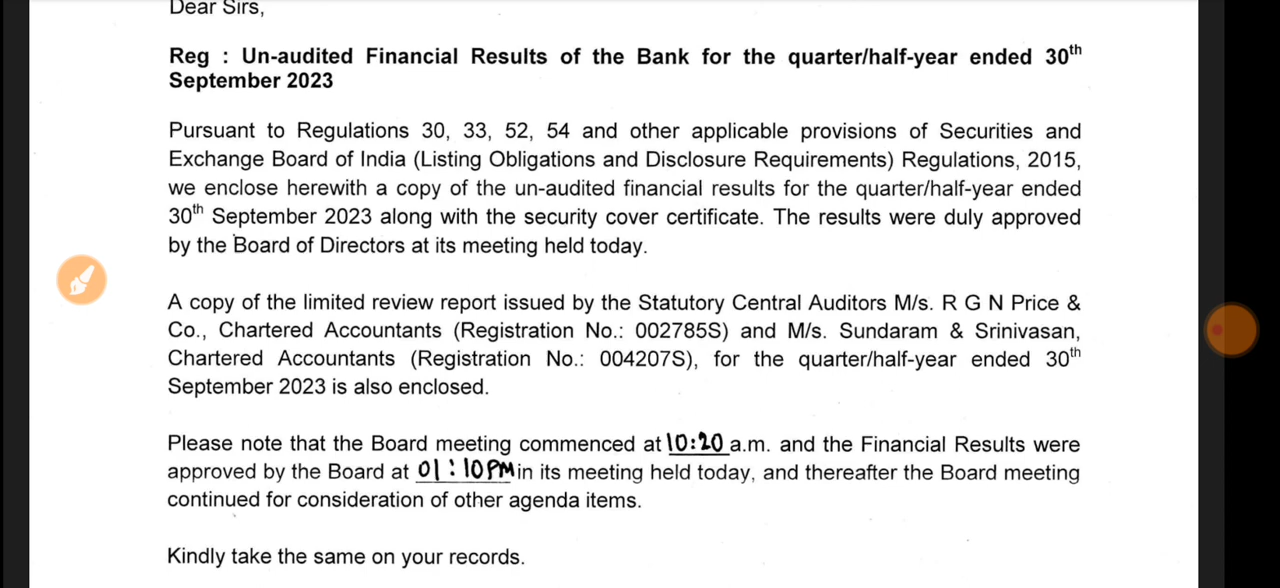 Dear Sirs,
Reg : Un-audited Financial Results of the Bank for the quarter/half-year ended 30th
September 2023
Pursuant to Regulations 30, 33, 52, 54 and other applicable provisions of Securities and
Exchange Board of India (Listing Obligations and Disclosure Requirements) Regulations, 2015,
we enclose herewith a copy of the un-audited financial results for the quarter/half-year ended
30th September 2023 along with the security cover certificate. The results were duly approved
by the Board of Directors at its meeting held today.
A copy of the limited review report issued by the Statutory Central Auditors M/s. R G N Price &
Co., Chartered Accountants (Registration No.: 002785S) and M/s. Sundaram & Srinivasan,
Chartered Accountants (Registration No.: 004207S), for the quarter/half-year ended 30th
September 2023 is also enclosed.
Please note that the Board meeting commenced at 10:20 a.m. and the Financial Results were
approved by the Board at 01:10PM in its meeting held today, and thereafter the Board meeting
continued for consideration of other agenda items.
Kindly take the same on your records.